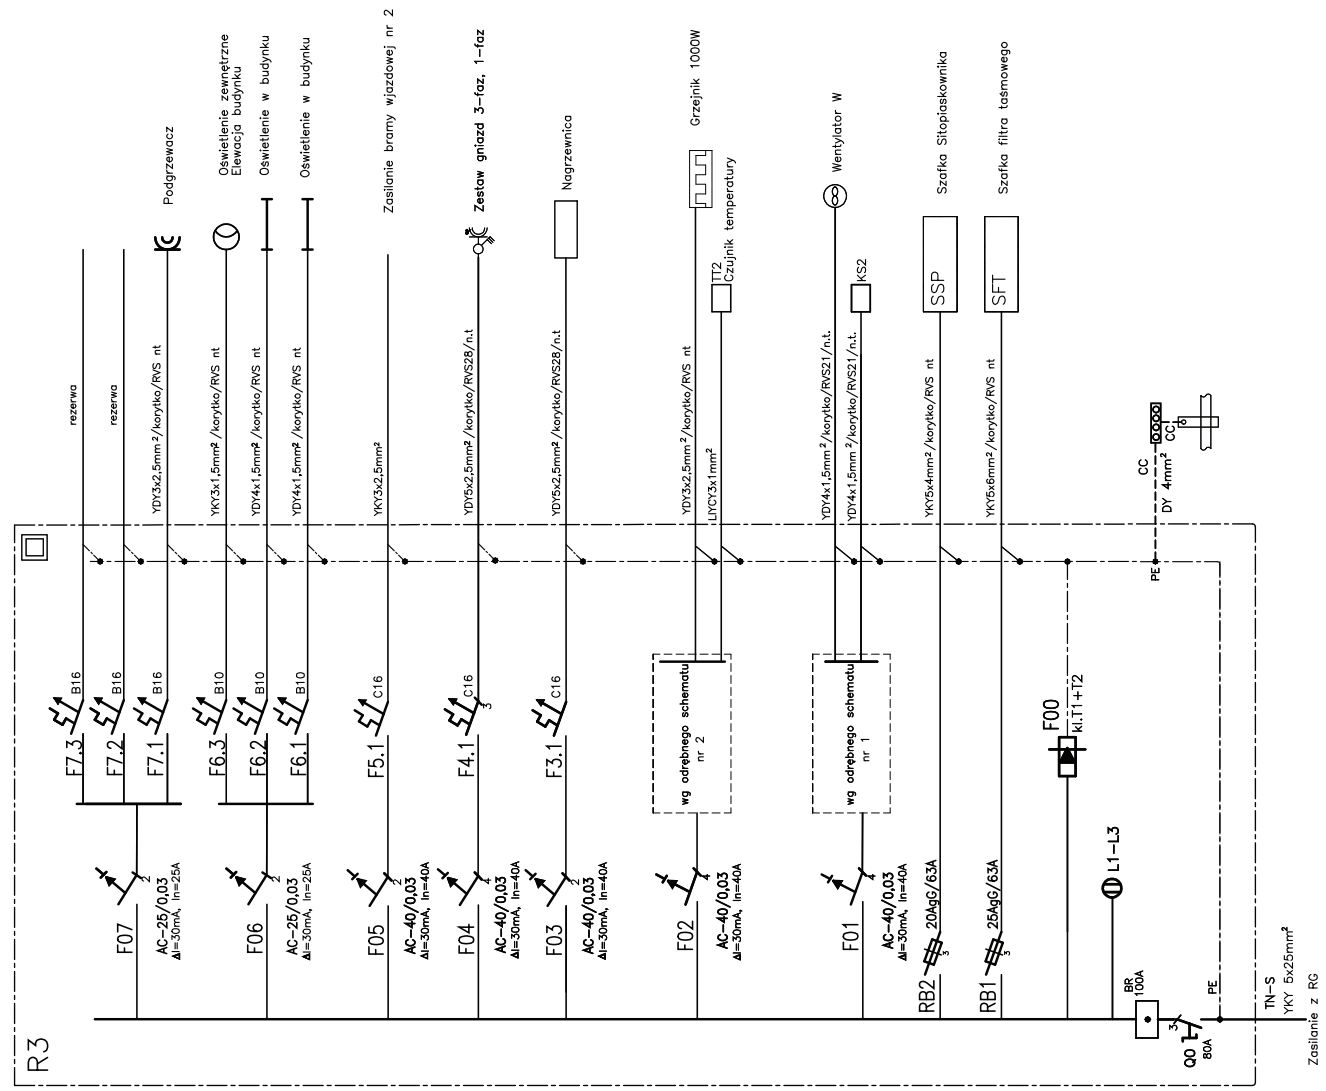 R3
rezerwa
YDY3x2,5mm²/korytko/RVS nt
Podgrzewacz
rezerwa
F7.3
B16
F7.2
B16
F7.1
B16
F07
2
AC-25/0,03
ΔI=30mA, In=25A
YKY3x1,5mm²/korytko/RVS nt
Oświetlenie zewnętrzne
Elewacja budynku
YDY4x1,5mm²/korytko/RVS nt
Oświetlenie w budynku
YDY4x1,5mm²/korytko/RVS nt
Oświetlenie w budynku
F6.3
B10
F6.2
B10
F6.1
B10
F06
2
AC-25/0,03
ΔI=30mA, In=25A
YKY3x2,5mm²
Zasilanie bramy wjazdowej nr 2
F5.1
C16
F05
2
AC-40/0,03
ΔI=30mA, In=40A
YDY5x2,5mm²/korytko/RVS28/n.t
Zestaw gniazd 3-faz, 1-faz
F4.1
C16
3
F04
4
AC-40/0,03
ΔI=30mA, In=40A
YDY5x2,5mm²/korytko/RVS28/n.t
Nagrzewnica
F3.1
C16
F03
2
AC-40/0,03
ΔI=30mA, In=40A
YDY3x2,5mm²/korytko/RVS nt
Grzejnik 1000W
LIYCY3x1mm²
TT2
Czujnik temperatury
wg odrębnego schematu
nr 2
F02
4
AC-40/0,03
ΔI=30mA, In=40A
YDY4x1,5mm²/korytko/RVS21/n.t.
Wentylator W
YDY4x1,5mm²/korytko/RVS21/n.t.
KS2
wg odrębnego schematu
nr 1
F01
4
AC-40/0,03
ΔI=30mA, In=40A
RB2
3
20AgG/63A
YKY5x4mm²/korytko/RVS nt
SSP
Szafka Sitopiaskownika
RB1
3
25AgG/63A
YKY5x6mm²/korytko/RVS nt
SFT
Szafka filtra taśmowego
F00
kl.T1+T2
L1-L3
BR
100A
3
Q0
80A
PE
PE
DY 4mm²
CC
CC
TN-S
YKY 5x25mm²
Zasilanie z RG